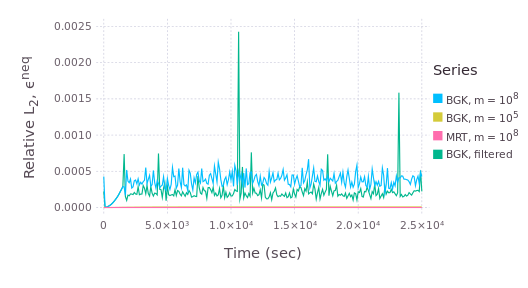 Relative L₂, ϵⁿᵉᑫ
0.0025
0.0020
0.0015
0.0010
0.0005
0.0000
0
5.0×10³
1.0×10⁴
1.5×10⁴
2.0×10⁴
2.5×10⁴
Time (sec)
Series
BGK, m = 10⁸
BGK, m = 10⁵
MRT, m = 10⁸
BGK, filtered